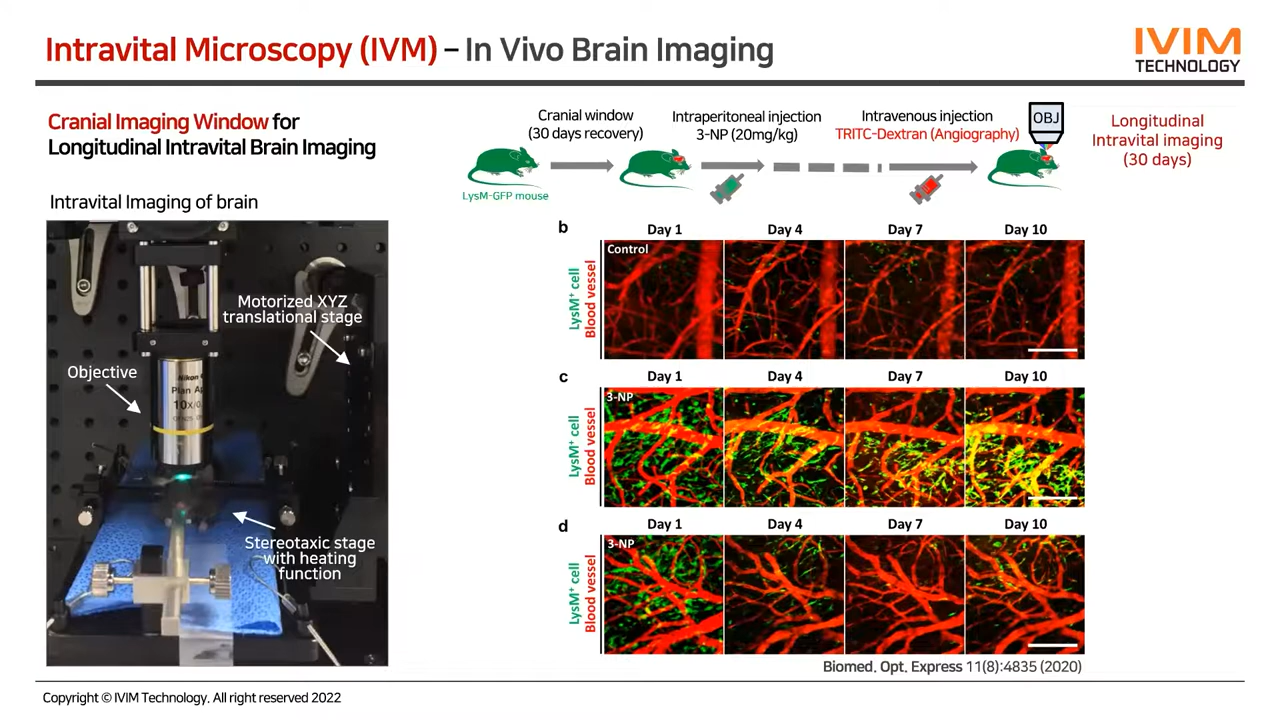 Intravital Microscopy (IVM) – In Vivo Brain Imaging
IVIM
TECHNOLOGY
Cranial Imaging Window for
Longitudinal Intravital Brain Imaging
Intravital Imaging of brain
Motorized XYZ
translational stage
Objective
Nikon
Plan Ap
10x/0.
Stereotaxic stage
with heating
function
Cranial window
(30 days recovery)
Intraperitoneal injection
3-NP (20mg/kg)
Intravenous injection
TRITC-Dextran (Angiography)
OBJ
Longitudinal
Intravital imaging
(30 days)
LysM-GFP mouse
b
Day 1
Day 4
Day 7
Day 10
Control
LysM⁺ cell
Blood vessel
c
Day 1
Day 4
Day 7
Day 10
3-NP
LysM⁺ cell
Blood vessel
d
Day 1
Day 4
Day 7
Day 10
3-NP
LysM⁺ cell
Blood vessel
Biomed. Opt. Express 11(8):4835 (2020)
Copyright © IVIM Technology. All right reserved 2022